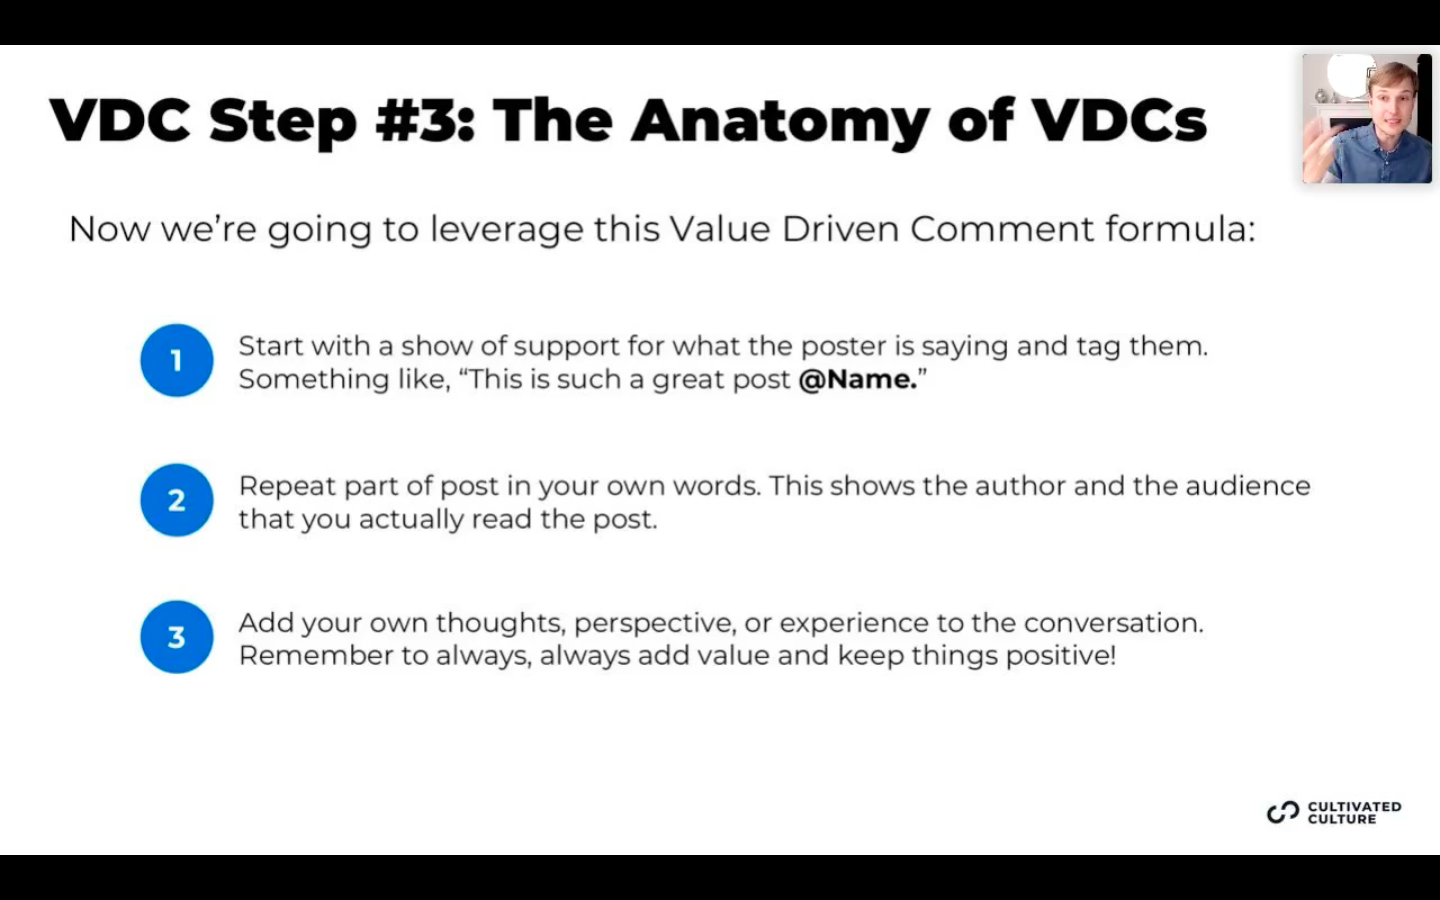 VDC Step #3: The Anatomy of VDCs
Now we’re going to leverage this Value Driven Comment formula:
1
Start with a show of support for what the poster is saying and tag them.
Something like, “This is such a great post @Name.”
2
Repeat part of post in your own words. This shows the author and the audience
that you actually read the post.
3
Add your own thoughts, perspective, or experience to the conversation.
Remember to always, always add value and keep things positive!
CULTIVATED
CULTURE